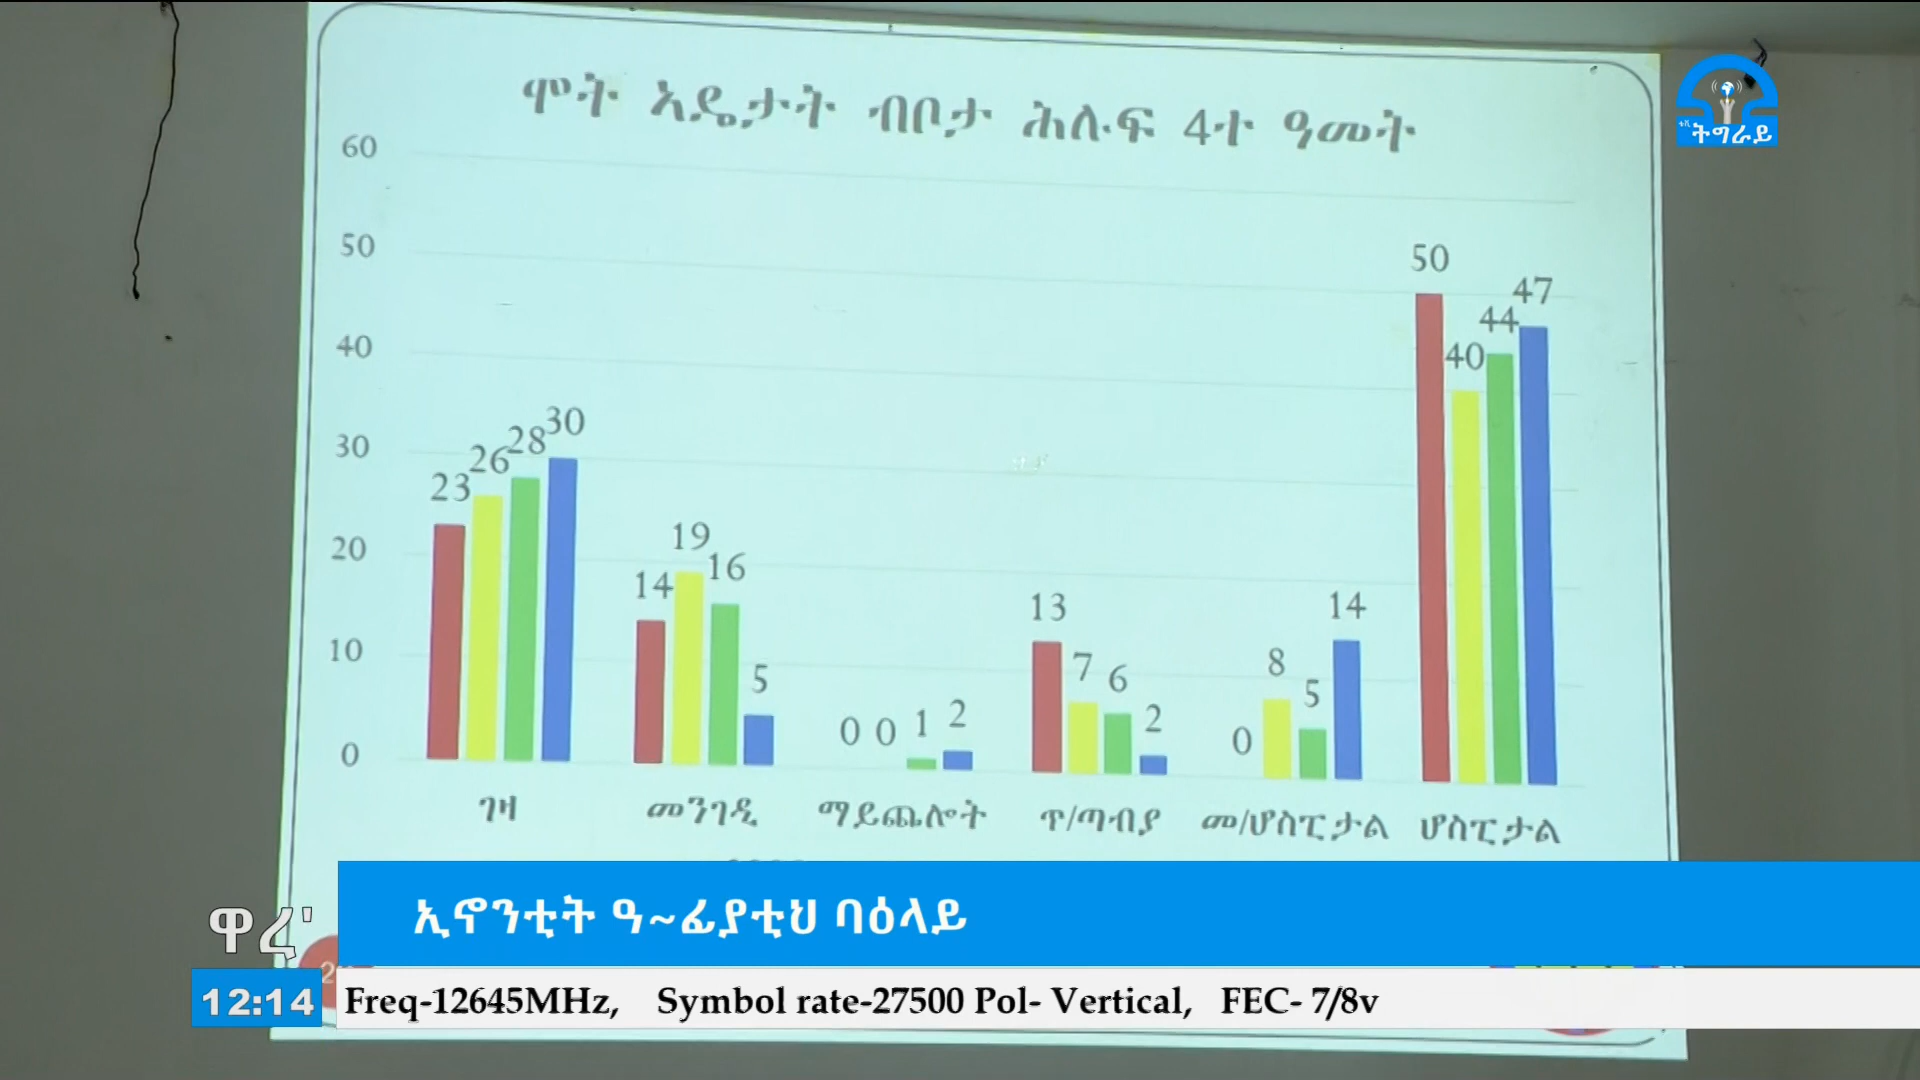 ሞት ኣዴታት ብቦታ ሕሉፍ 4ተ ዓመት
60
50
40
30
20
10
0
23 26 28 30
14 19 16 5
0 0 1 2
13 7 6 2
0 8 5 14
50 40 44 47
ገዛ መንገዲ ማይጨሎት ጥ/ጣብያ መ/ሆስፒታል ሆስፒታል
ትግራይ
ዋረ'
ኢኖንቲት ዓ~ፊያቲህ ባዕላይ
12:14
Freq-12645MHz, Symbol rate-27500 Pol- Vertical, FEC- 7/8v